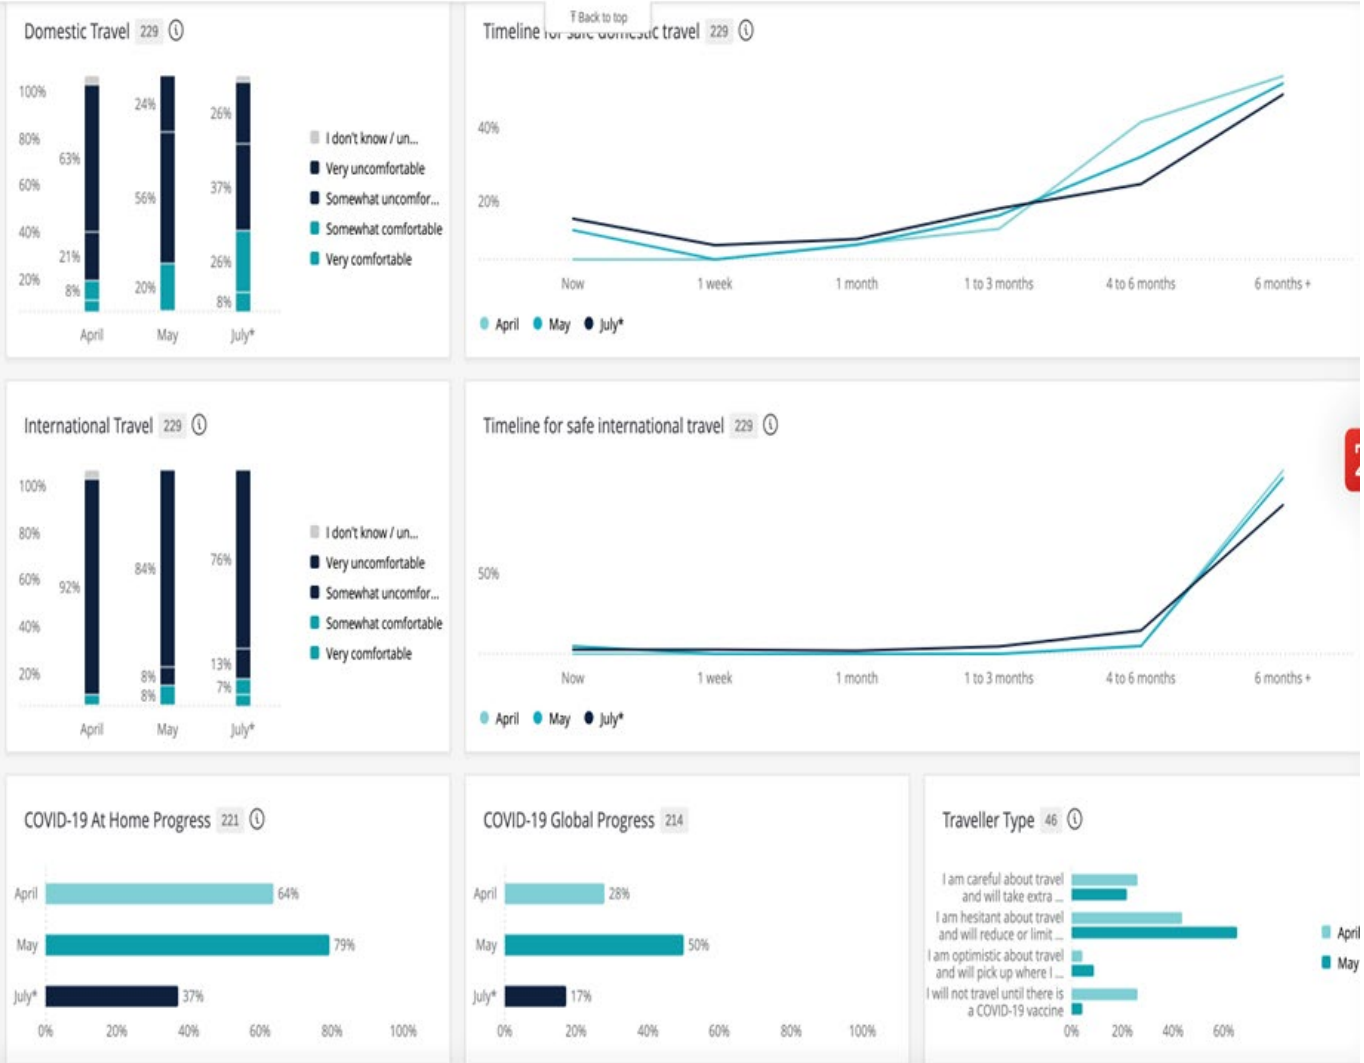 Back to top
Domestic Travel 229
100%
80%
60%
40%
20%
63%
21%
8%
24%
56%
20%
26%
37%
26%
8%
April May July*
I don't know / un...
Very uncomfortable
Somewhat uncomfor...
Somewhat comfortable
Very comfortable
Timeline for safe domestic travel 229
40%
20%
Now 1 week 1 month 1 to 3 months 4 to 6 months 6 months +
April May July*
International Travel 229
100%
80%
60%
40%
20%
92%
84%
8%
8%
76%
13%
7%
April May July*
I don't know / un...
Very uncomfortable
Somewhat uncomfor...
Somewhat comfortable
Very comfortable
Timeline for safe international travel 229
50%
Now 1 week 1 month 1 to 3 months 4 to 6 months 6 months +
April May July*
COVID-19 At Home Progress 221
April 64%
May 79%
July* 37%
0% 20% 40% 60% 80% 100%
COVID-19 Global Progress 214
April 28%
May 50%
July* 17%
0% 20% 40% 60% 80% 100%
Traveller Type 46
I am careful about travel
and will take extra ...
I am hesitant about travel
and will reduce or limit ...
I am optimistic about travel
and will pick up where I ...
I will not travel until there is
a COVID-19 vaccine
0% 20% 40% 60%
April
May